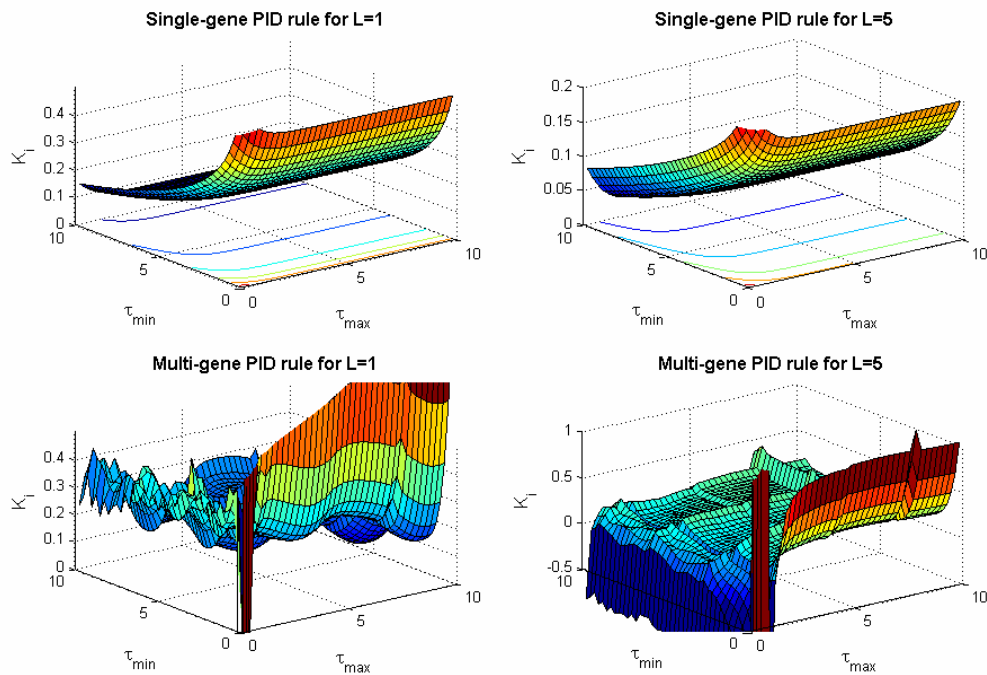 Single-gene PID rule for L=1
K_i
0.4
0.3
0.2
0.1
0
10
5
0
τ_min
0
5
10
τ_max
Single-gene PID rule for L=5
K_i
0.2
0.15
0.1
0.05
0
10
5
0
τ_min
0
5
10
τ_max
Multi-gene PID rule for L=1
K_i
0.4
0.3
0.2
0.1
0
10
5
0
τ_min
0
5
10
τ_max
Multi-gene PID rule for L=5
K_i
1
0.5
0
-0.5
10
5
0
τ_min
0
5
10
τ_max